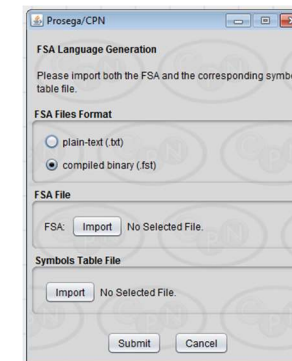 Prosega/CPN
FSA Language Generation
Please import both the FSA and the corresponding symbo
table file.
FSA Files Format
plain-text (.txt)
compiled binary (.fst)
FSA File
FSA: Import No Selected File.
Symbols Table File
Import No Selected File.
Submit Cancel